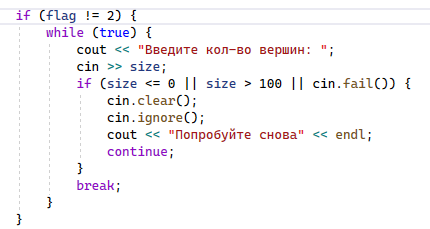 if (flag != 2) {
    while (true) {
        cout << "Введите кол-во вершин: ";
        cin >> size;
        if (size <= 0 || size > 100 || cin.fail()) {
            cin.clear();
            cin.ignore();
            cout << "Попробуйте снова" << endl;
            continue;
        }
        break;
    }
}